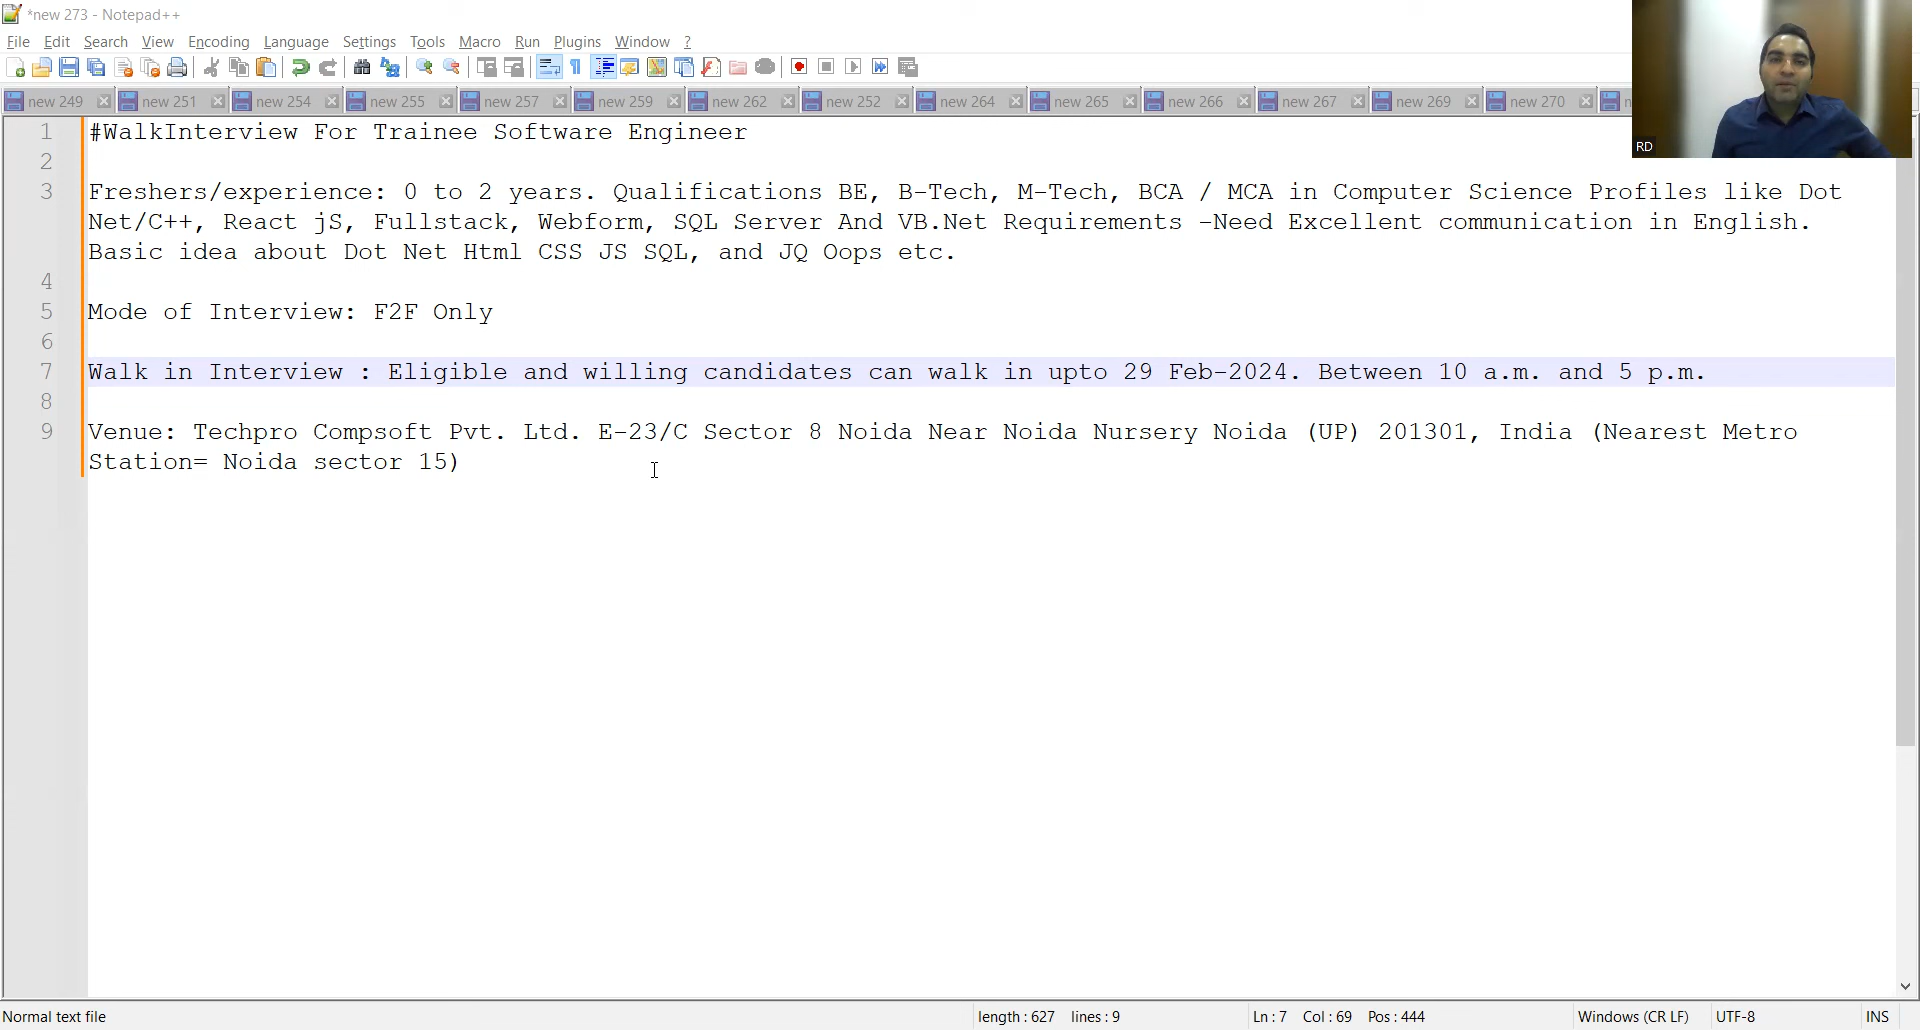 *new 273 - Notepad++
File Edit Search View Encoding Language Settings Tools Macro Run Plugins Window ?
new 249 new 251 new 254 new 255 new 257 new 259 new 262 new 252 new 264 new 265 new 266 new 267 new 269 new 270 n
RD
1 #WalkInterview For Trainee Software Engineer
2
3 Freshers/experience: 0 to 2 years. Qualifications BE, B-Tech, M-Tech, BCA / MCA in Computer Science Profiles like Dot
Net/C++, React jS, Fullstack, Webform, SQL Server And VB.Net Requirements -Need Excellent communication in English.
Basic idea about Dot Net Html CSS JS SQL, and JQ Oops etc.
4
5 Mode of Interview: F2F Only
6
7 Walk in Interview : Eligible and willing candidates can walk in upto 29 Feb-2024. Between 10 a.m. and 5 p.m.
8
9 Venue: Techpro Compsoft Pvt. Ltd. E-23/C Sector 8 Noida Near Noida Nursery Noida (UP) 201301, India (Nearest Metro
Station= Noida sector 15)
Normal text file length : 627 lines : 9 Ln : 7 Col : 69 Pos : 444 Windows (CR LF) UTF-8 INS